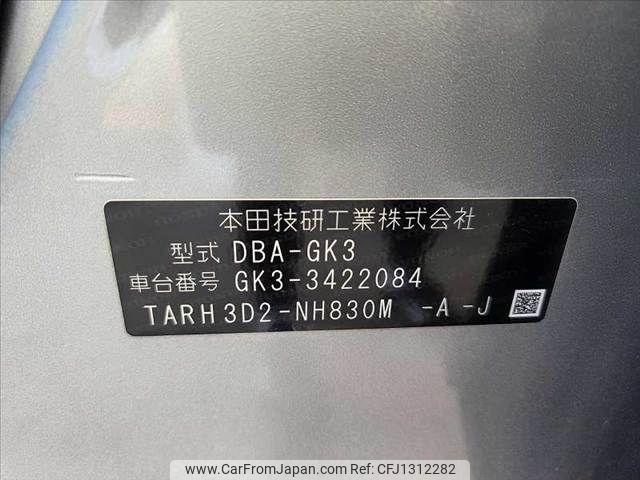 本田技研工業株式会社
型式 DBA-GK3
車台番号 GK3-3422084
TARH3D2-NH830M -A -J
www.CarFromJapan.com - CFJ1312282